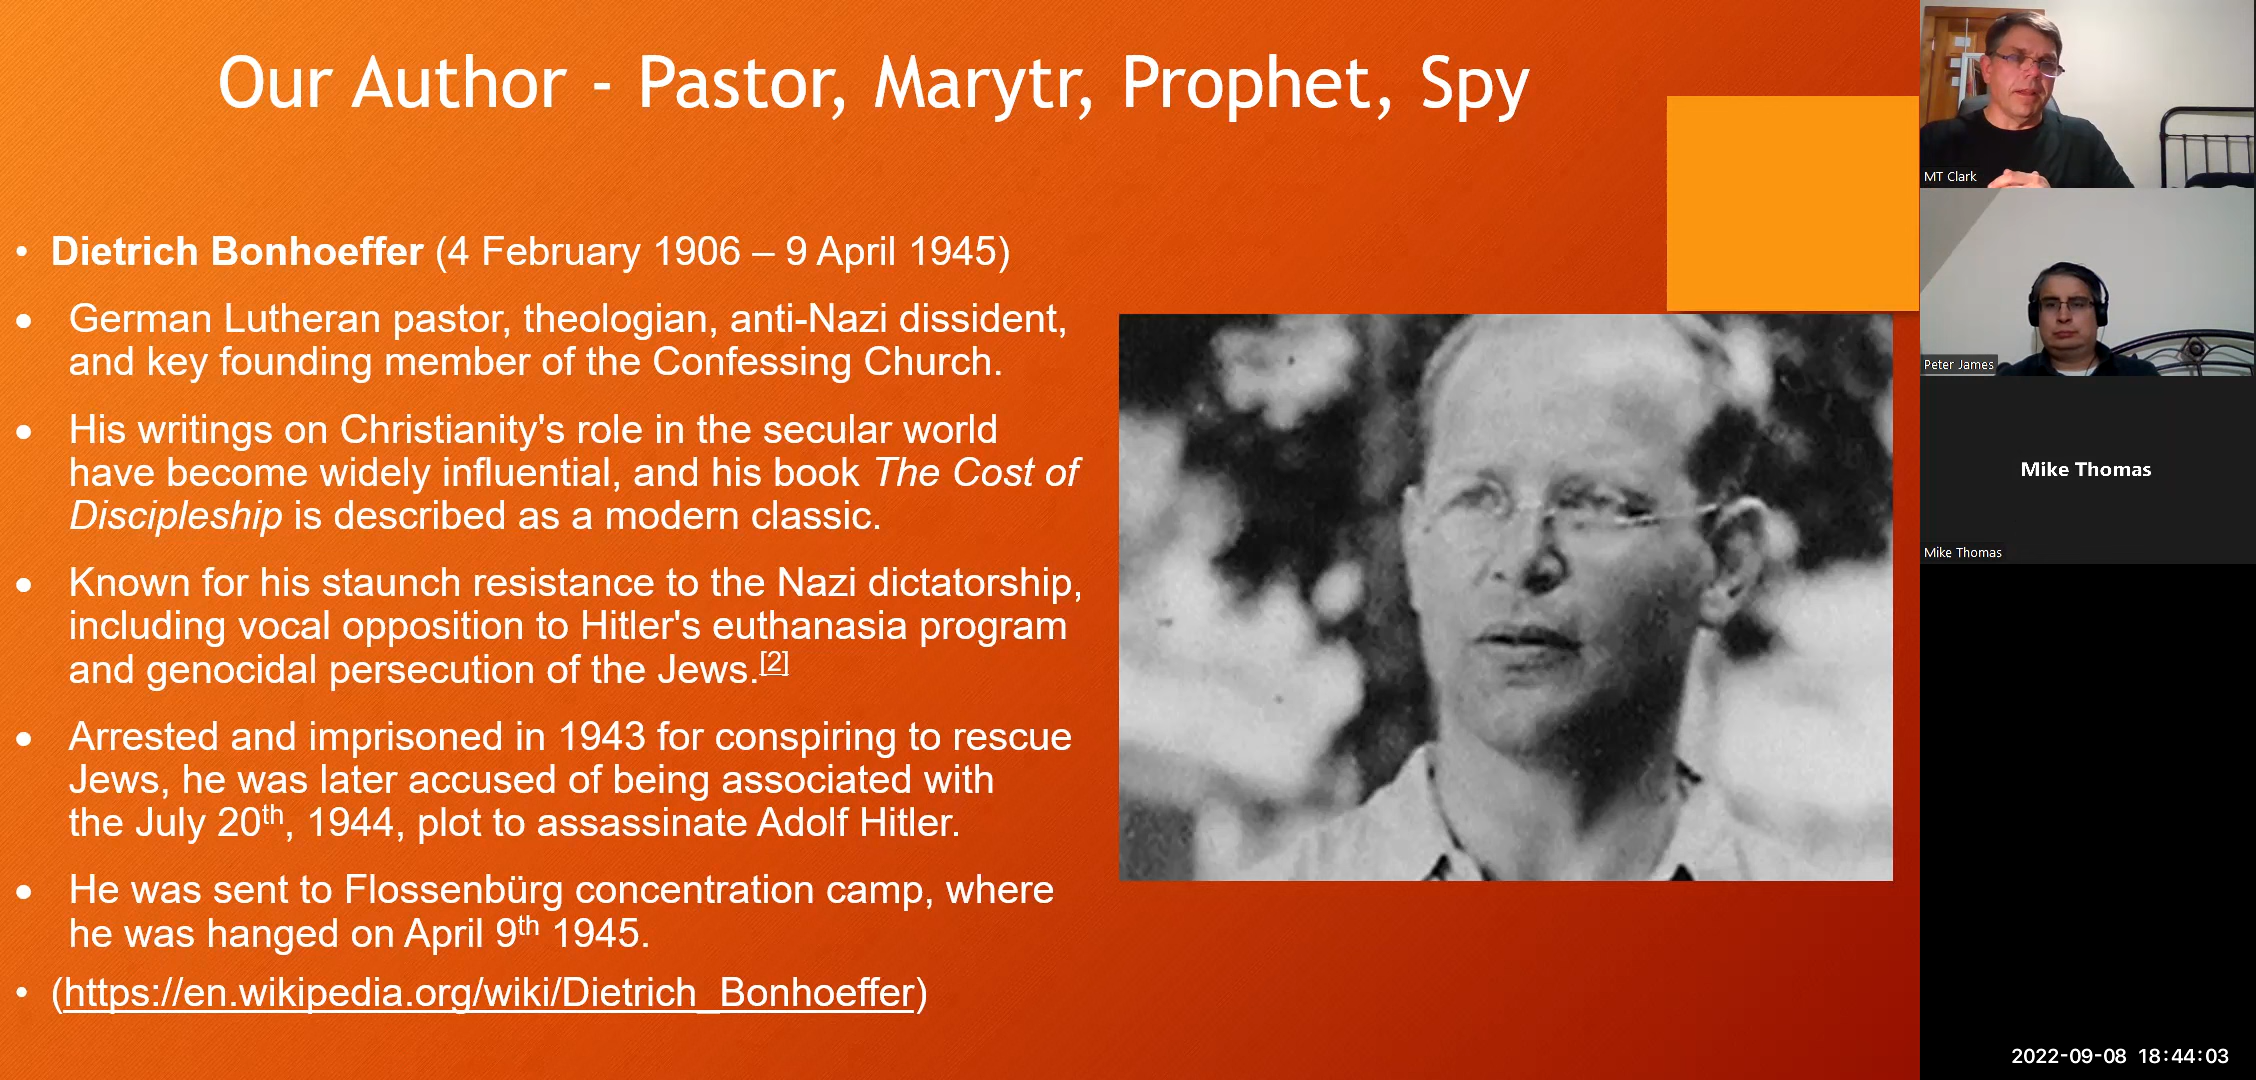 Our Author - Pastor, Marytr, Prophet, Spy
• Dietrich Bonhoeffer (4 February 1906 – 9 April 1945)
• German Lutheran pastor, theologian, anti-Nazi dissident,
and key founding member of the Confessing Church.
• His writings on Christianity's role in the secular world
have become widely influential, and his book The Cost of
Discipleship is described as a modern classic.
• Known for his staunch resistance to the Nazi dictatorship,
including vocal opposition to Hitler's euthanasia program
and genocidal persecution of the Jews.[2]
• Arrested and imprisoned in 1943 for conspiring to rescue
Jews, he was later accused of being associated with
the July 20th, 1944, plot to assassinate Adolf Hitler.
• He was sent to Flossenbürg concentration camp, where
he was hanged on April 9th 1945.
• (https://en.wikipedia.org/wiki/Dietrich_Bonhoeffer)
MT Clark
Peter James
Mike Thomas
Mike Thomas
2022-09-08 18:44:03